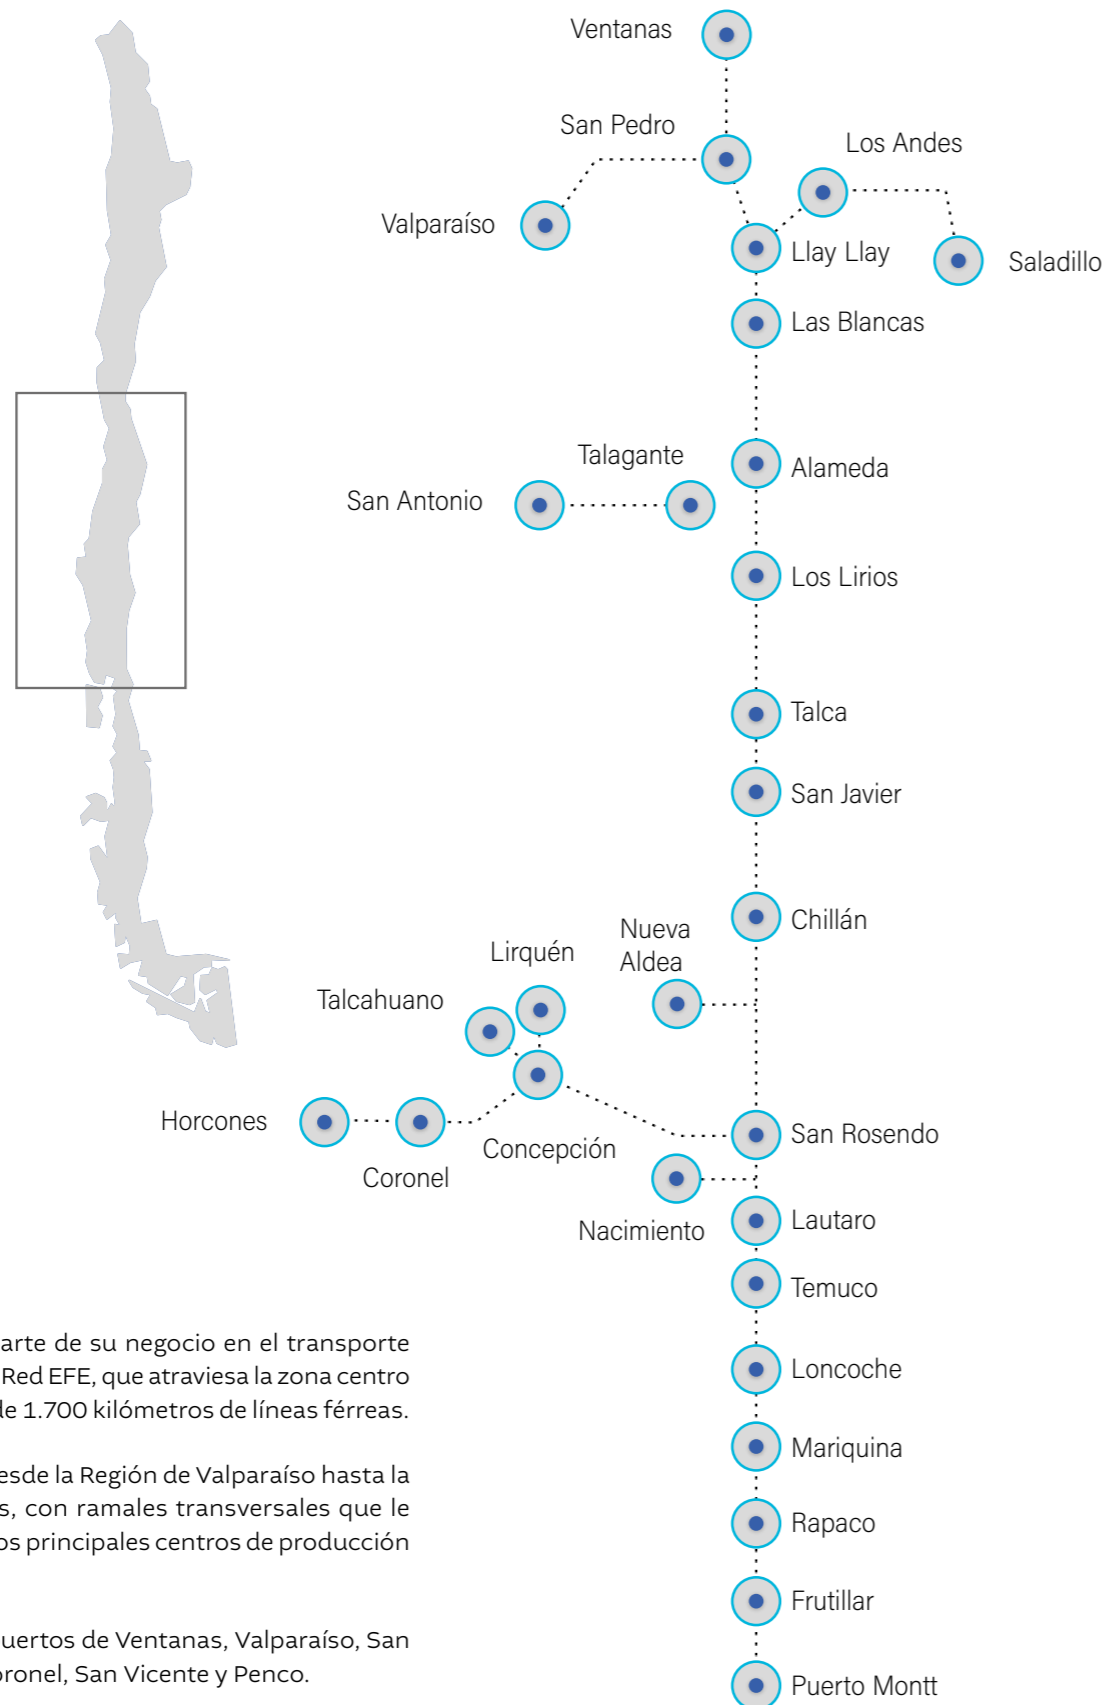 Ventanas
San Pedro
Los Andes
Valparaíso
Llay Llay
Saladillo
Las Blancas
Talagante
Alameda
San Antonio
Los Lirios
Talca
San Javier
Chillán
Nueva
Aldea
Lirquén
Talcahuano
Horcones
San Rosendo
Concepción
Coronel
Nacimiento
Lautaro
Temuco
Loncoche
Mariquina
Rapaco
Frutillar
Puerto Montt
arte de su negocio en el transporte
Red EFE, que atraviesa la zona centro
de 1.700 kilómetros de líneas férreas.
esde la Región de Valparaíso hasta la
s, con ramales transversales que le
os principales centros de producción
uertos de Ventanas, Valparaíso, San
oronel, San Vicente y Penco.